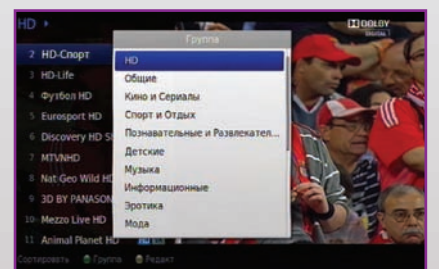 HD
DOLBY
DIGITAL
Группа
2 HD-Спорт
3 HD-Life
4 Футбол HD
5 Eurosport HD
6 Discovery HD
7 MTVNHD
8 Nat Geo Wild HD
9 3D BY PANASON
10 Mezzo Live HD
11 Animal Planet HD
HD
Общие
Кино и Сериалы
Спорт и Отдых
Познавательные и Развлекател...
Детские
Музыка
Информационные
Эротика
Мода
Сортировать Группа Редакт